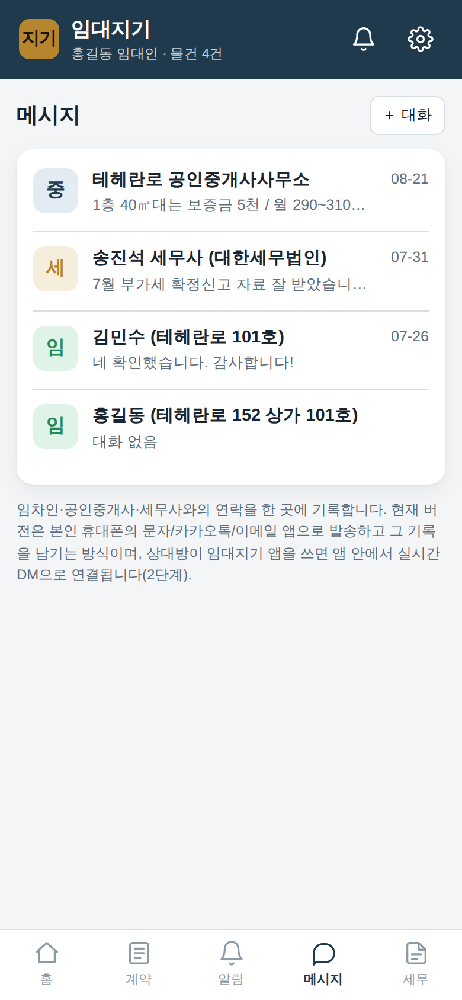 지기
임대지기
홍길동 임대인 · 물건 4건
메시지
+ 대화
중
테헤란로 공인중개사사무소
08-21
1층 40㎡대는 보증금 5천 / 월 290~310…
세
송진석 세무사 (대한세무법인)
07-31
7월 부가세 확정신고 자료 잘 받았습니…
임
김민수 (테헤란로 101호)
07-26
네 확인했습니다. 감사합니다!
임
홍길동 (테헤란로 152 상가 101호)
대화 없음
임차인·공인중개사·세무사와의 연락을 한 곳에 기록합니다. 현재 버
전은 본인 휴대폰의 문자/카카오톡/이메일 앱으로 발송하고 그 기록
을 남기는 방식이며, 상대방이 임대지기 앱을 쓰면 앱 안에서 실시간
DM으로 연결됩니다(2단계).
홈
계약
알림
메시지
세무